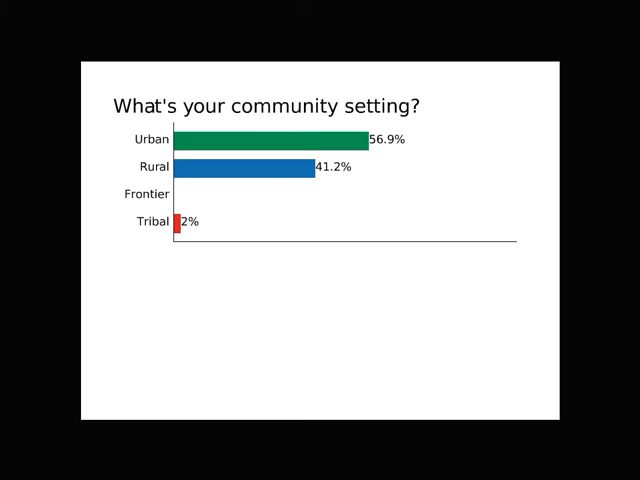 What's your community setting?
Urban 56.9%
Rural 41.2%
Frontier
Tribal 2%